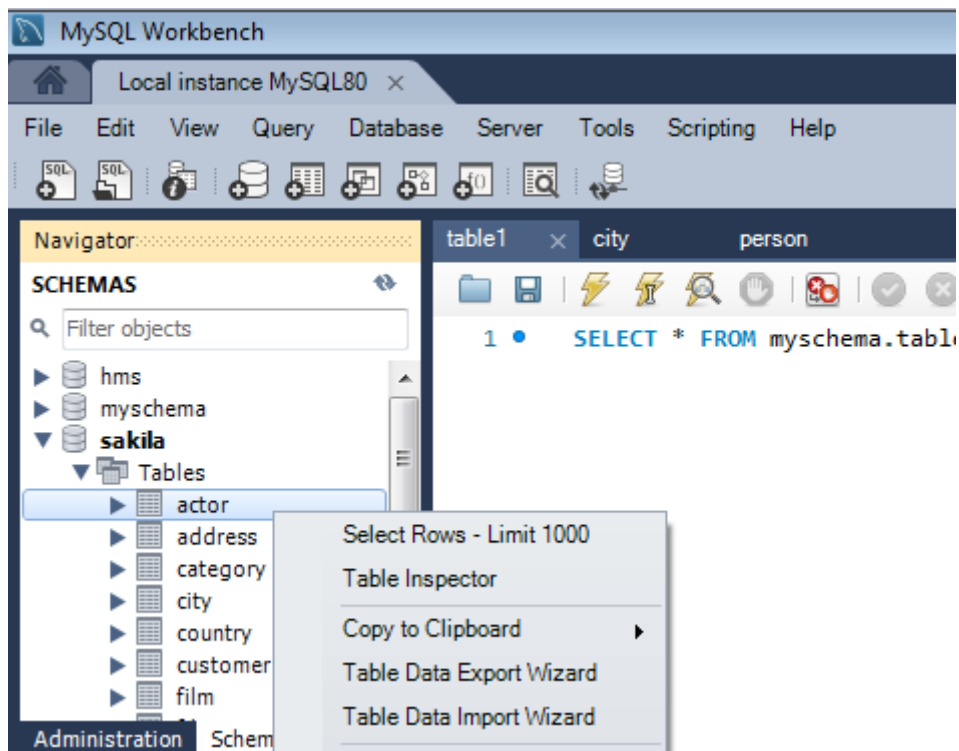 MySQL Workbench
Local instance MySQL80
File Edit View Query Database Server Tools Scripting Help
SQL SQL f()
Navigator
table1 city person
SCHEMAS
Filter objects
1 SELECT * FROM myschema.table
hms
myschema
sakila
Tables
actor
address
category
city
country
customer
film
Select Rows - Limit 1000
Table Inspector
Copy to Clipboard
Table Data Export Wizard
Table Data Import Wizard
Administration Schem